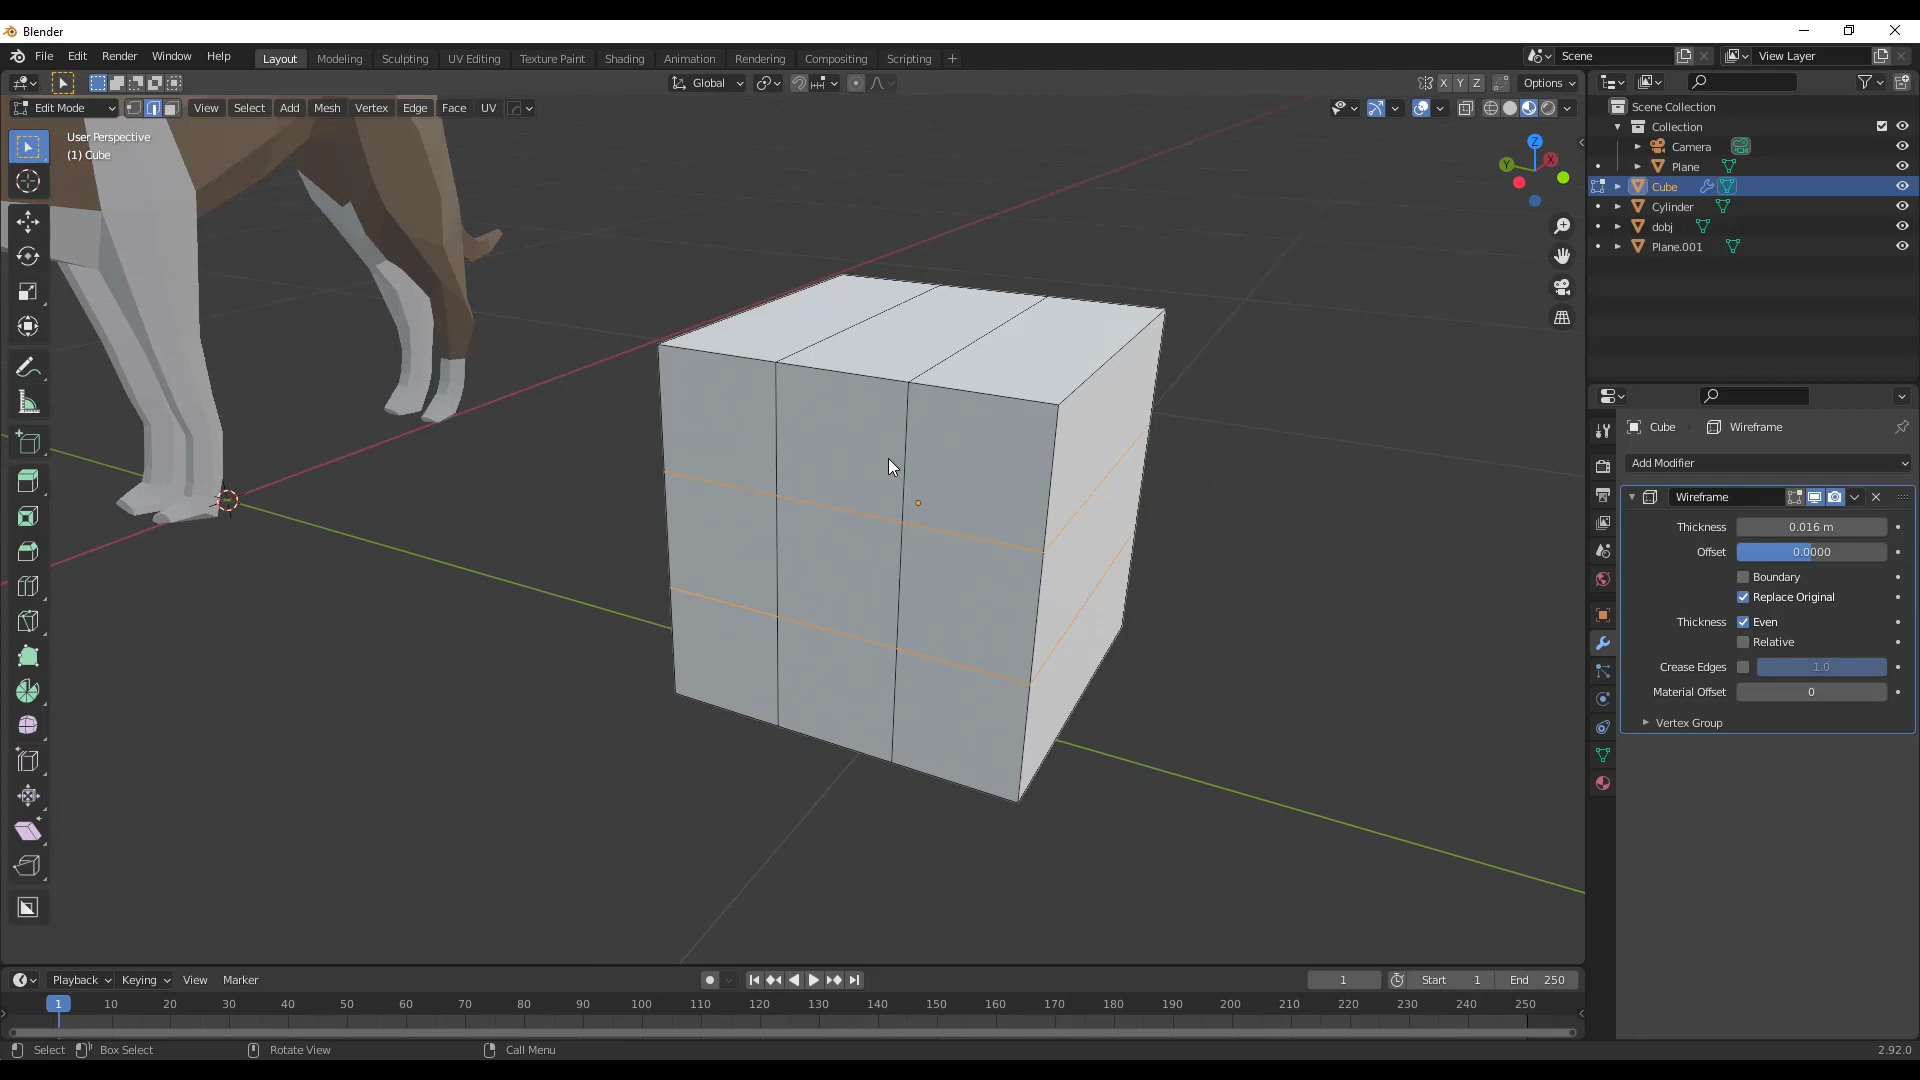 Blender
File Edit Render Window Help Layout Modeling Sculpting UV Editing Texture Paint Shading Animation Rendering Compositing Scripting + Scene View Layer
Global X Y Z Options
Edit Mode View Select Add Mesh Vertex Edge Face UV
User Perspective
(1) Cube
Z
Y X
Scene Collection
Collection
Camera
Plane
Cube
Cylinder
dobj
Plane.001
Cube Wireframe
Add Modifier
Wireframe
Thickness 0.016 m
Offset 0.0000
Boundary
Replace Original
Thickness Even
Relative
Crease Edges 1.0
Material Offset 0
Vertex Group
Playback Keying View Marker 1 Start 1 End 250
1 10 20 30 40 50 60 70 80 90 100 110 120 130 140 150 160 170 180 190 200 210 220 230 240 250
Select Box Select Rotate View Call Menu 2.92.0